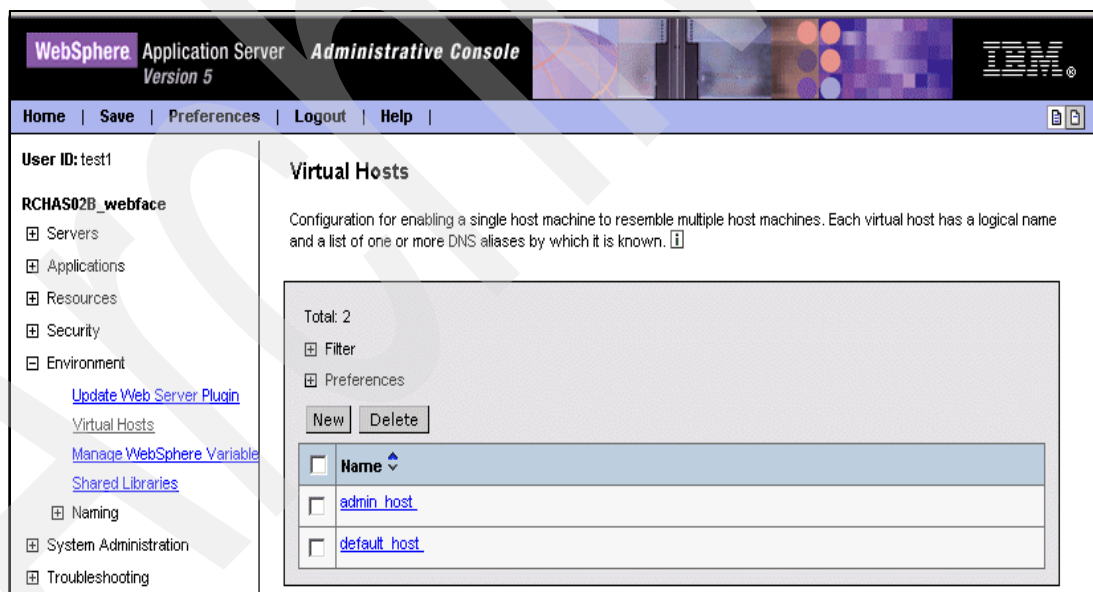 WebSphere Application Server Administrative Console
Version 5
IBM®
Home | Save | Preferences | Logout | Help |
User ID: test1
RCHAS02B_webface
Servers
Applications
Resources
Security
Environment
Update Web Server Plugin
Virtual Hosts
Manage WebSphere Variable
Shared Libraries
Naming
System Administration
Troubleshooting
Virtual Hosts
Configuration for enabling a single host machine to resemble multiple host machines. Each virtual host has a logical name
and a list of one or more DNS aliases by which it is known. i
Total: 2
Filter
Preferences
New Delete
Name
admin_host
default_host